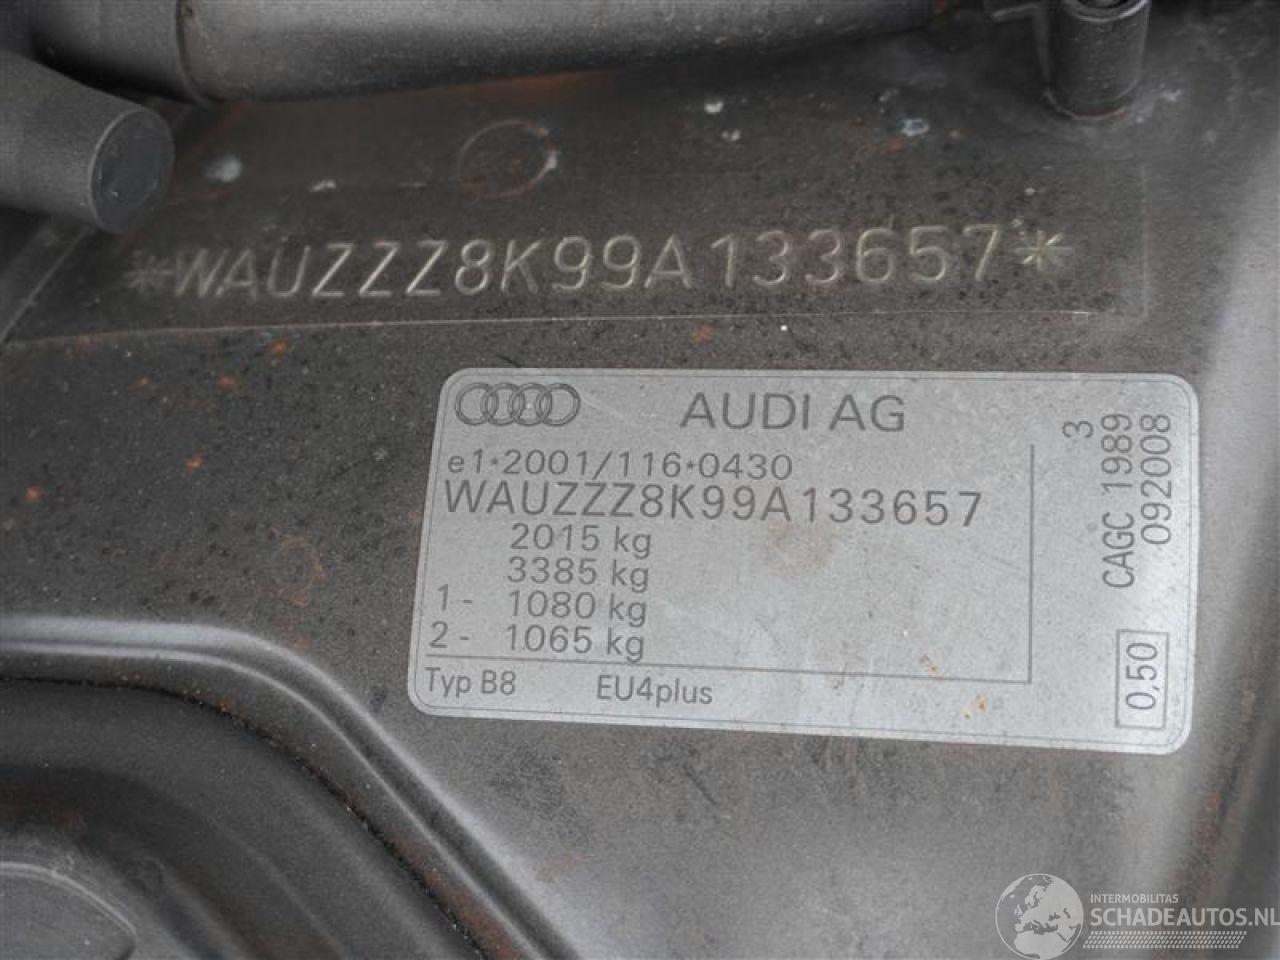 *WAUZZZ8K99A133657*
AUDI AG
e1*2001/116*0430
WAUZZZ8K99A133657
2015 kg
3385 kg
1- 1080 kg
2- 1065 kg
Typ B8 EU4plus
3
CAGC 1989
092008
0,50
INTERMOBILITAS
SCHADEAUTOS.NL